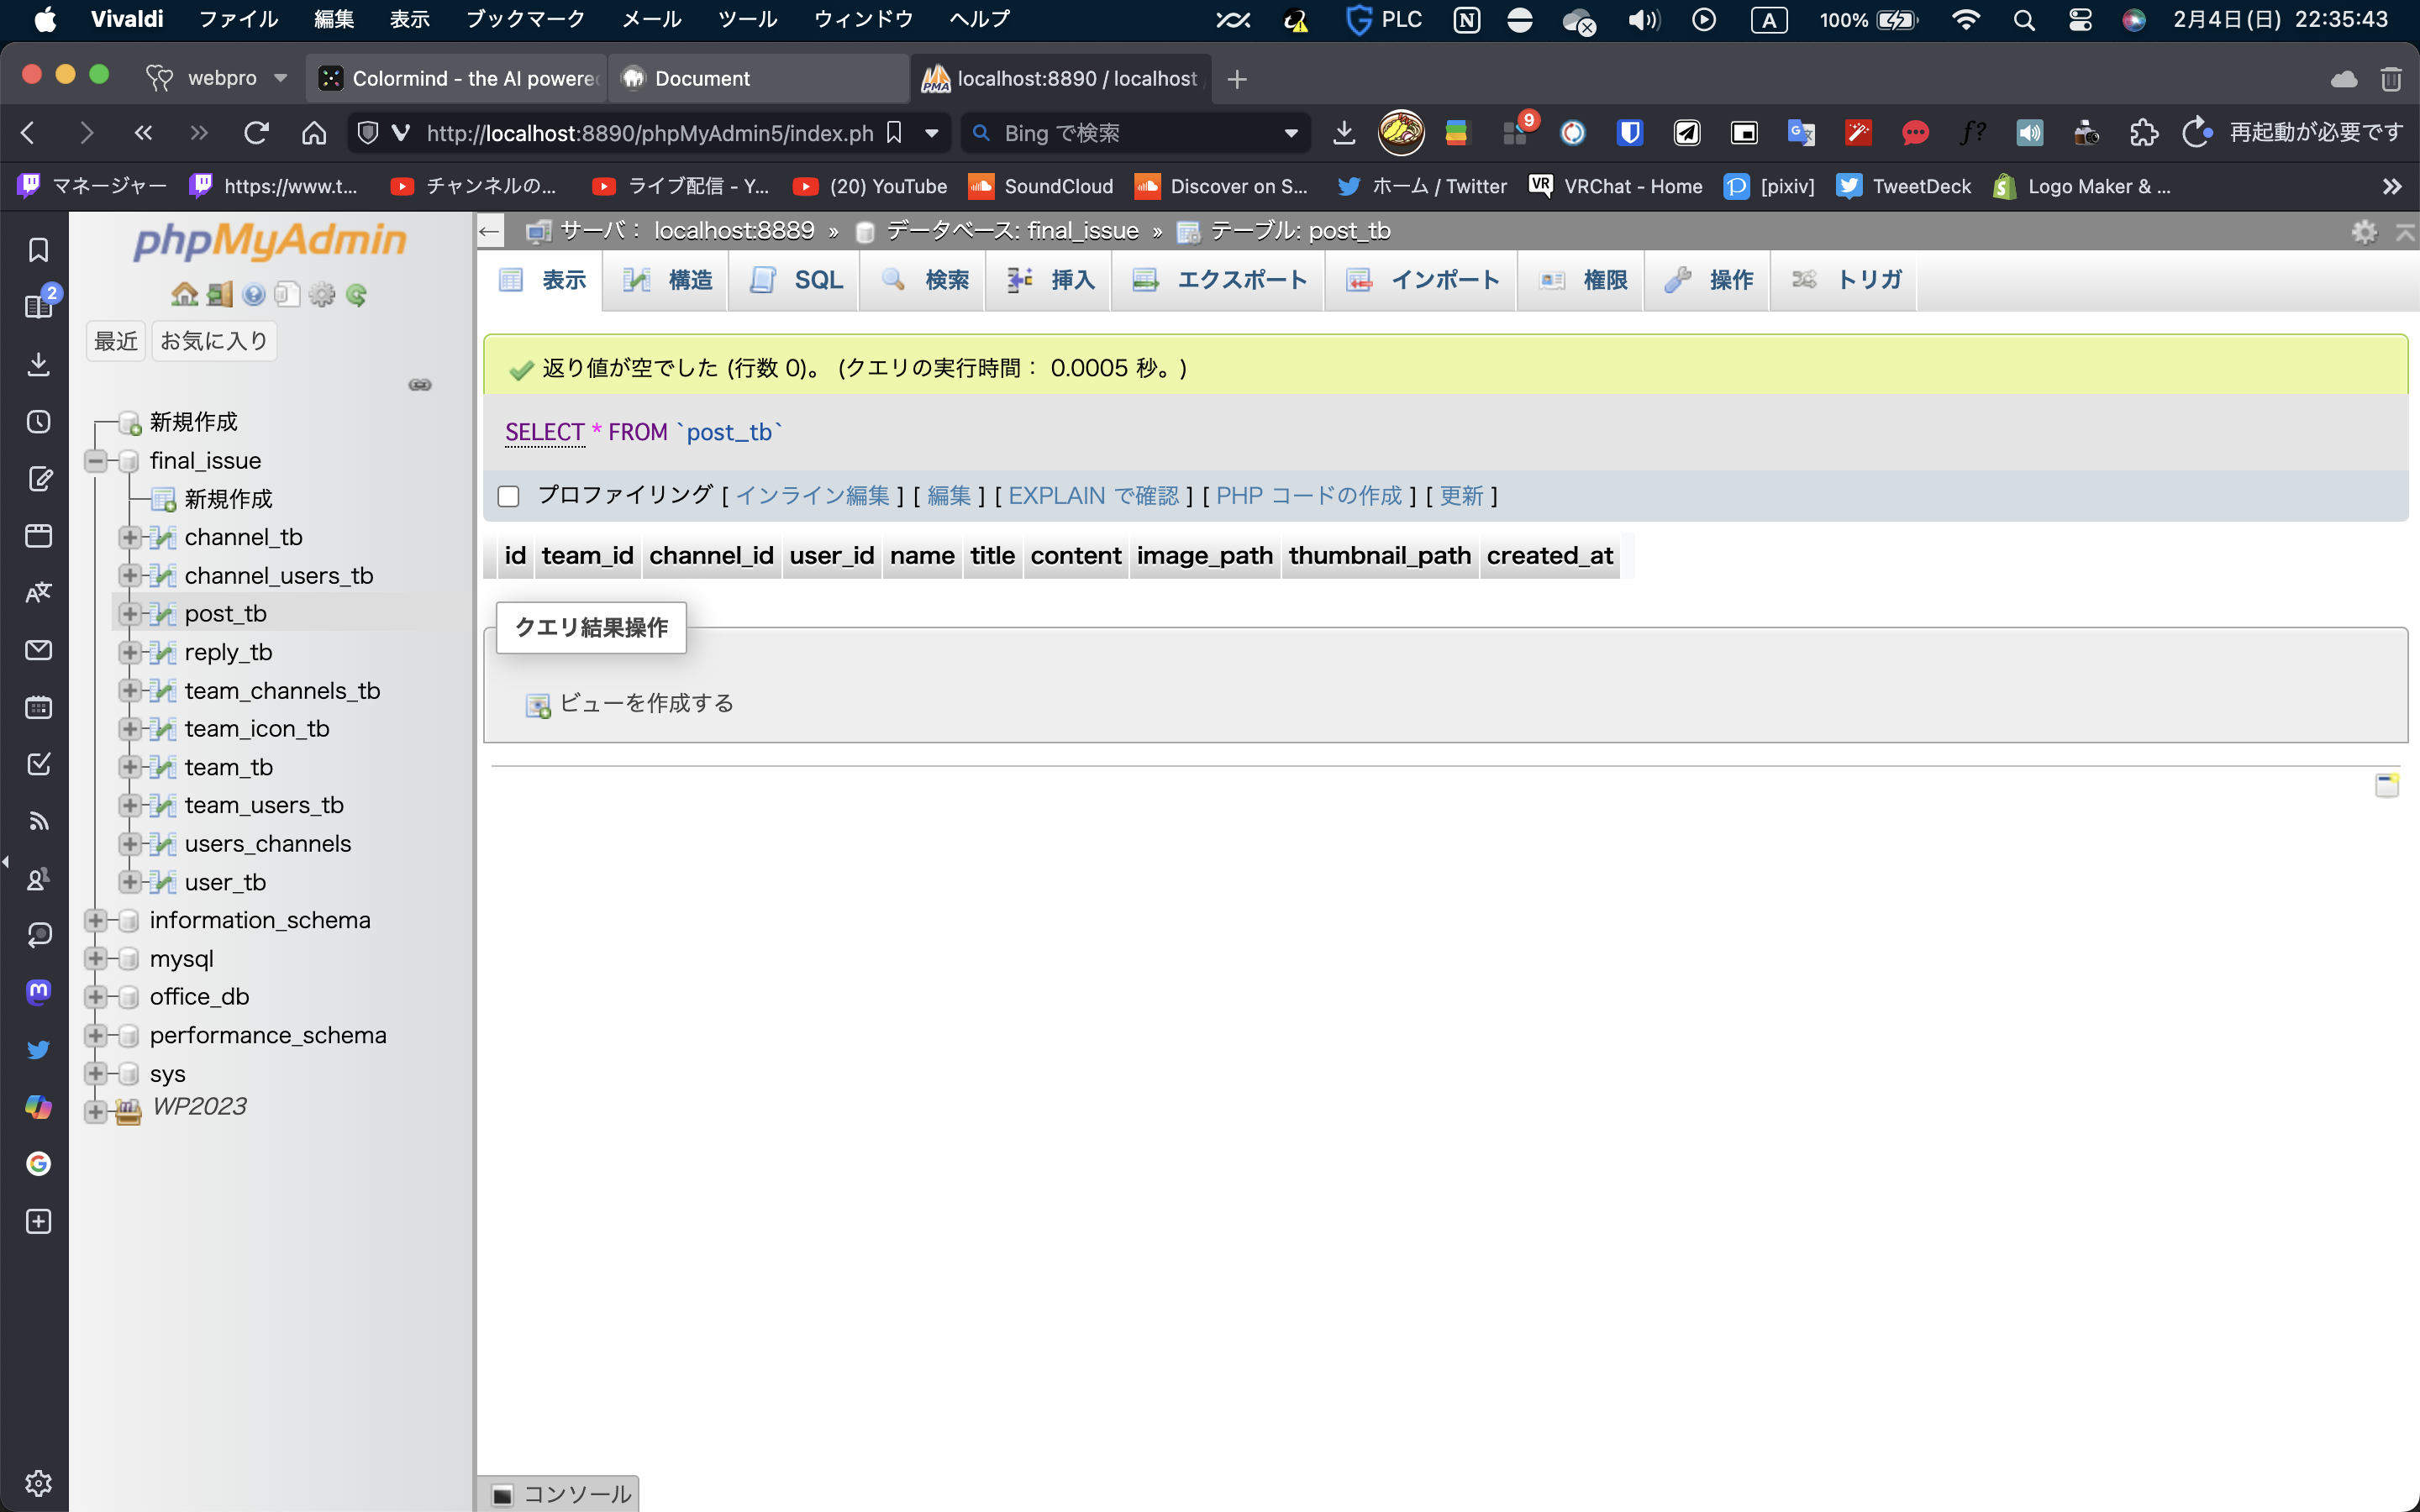 Vivaldi ファイル 編集 表示 ブックマーク メール ツール ウィンドウ ヘルプ PLC A 100% 2月4日(日) 22:35:43
webpro Colormind - the AI powere Document localhost:8890 / localhost
http://localhost:8890/phpMyAdmin5/index.ph Bing で検索 9 再起動が必要です
マネージャー https://www.t... チャンネルの... ライブ配信 - Y... (20) YouTube SoundCloud Discover on S... ホーム / Twitter VRChat - Home [pixiv] TweetDeck Logo Maker & ...
2
phpMyAdmin
最近 お気に入り
新規作成
final_issue
新規作成
channel_tb
channel_users_tb
post_tb
reply_tb
team_channels_tb
team_icon_tb
team_tb
team_users_tb
users_channels
user_tb
information_schema
mysql
office_db
performance_schema
sys
WP2023
サーバ: localhost:8889 » データベース: final_issue » テーブル: post_tb
表示 構造 SQL 検索 挿入 エクスポート インポート 権限 操作 トリガ
返り値が空でした (行数 0)。 (クエリの実行時間: 0.0005 秒。)
SELECT * FROM `post_tb`
プロファイリング [ インライン編集 ] [ 編集 ] [ EXPLAIN で確認 ] [ PHP コードの作成 ] [ 更新 ]
id team_id channel_id user_id name title content image_path thumbnail_path created_at
クエリ結果操作
ビューを作成する
コンソール